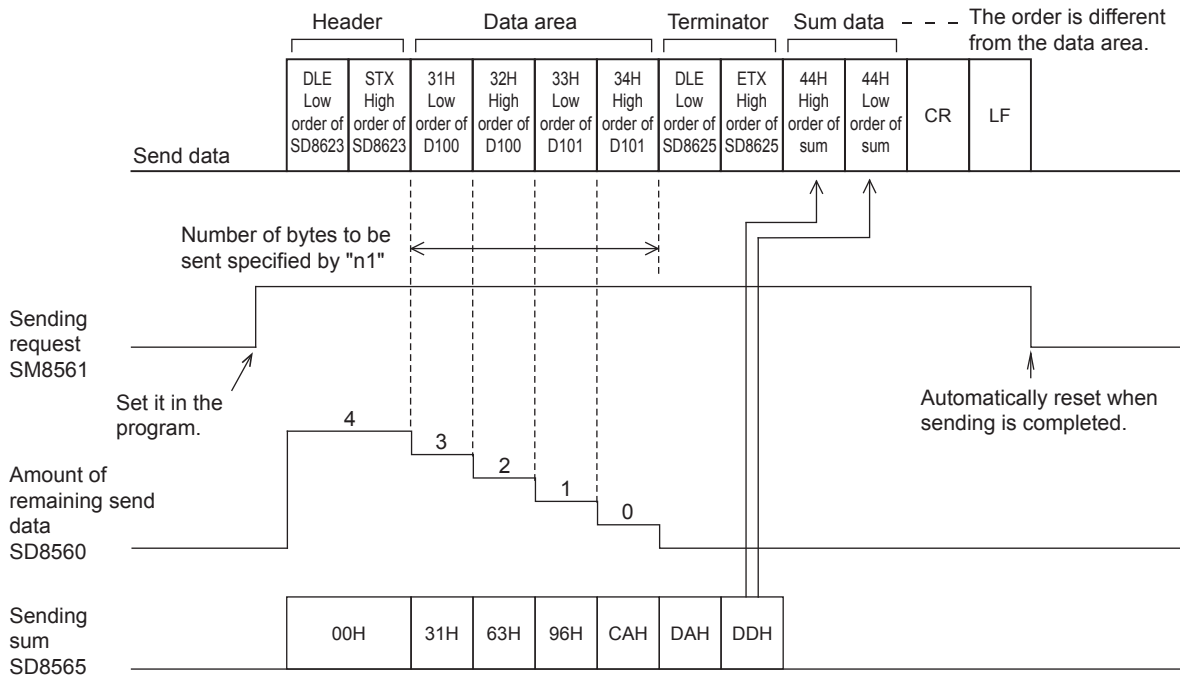 Header
Data area
Terminator
Sum data
The order is different
from the data area.
DLE
Low
order of
SD8623
STX
High
order of
SD8623
31H
Low
order of
D100
32H
High
order of
D100
33H
Low
order of
D101
34H
High
order of
D101
DLE
Low
order of
SD8625
ETX
High
order of
SD8625
44H
High
order of
sum
44H
Low
order of
sum
CR
LF
Send data
Number of bytes to be
sent specified by "n1"
Sending
request
SM8561
Set it in the
program.
Automatically reset when
sending is completed.
4
3
2
1
0
Amount of
remaining send
data
SD8560
Sending
sum
SD8565
00H
31H
63H
96H
CAH
DAH
DDH